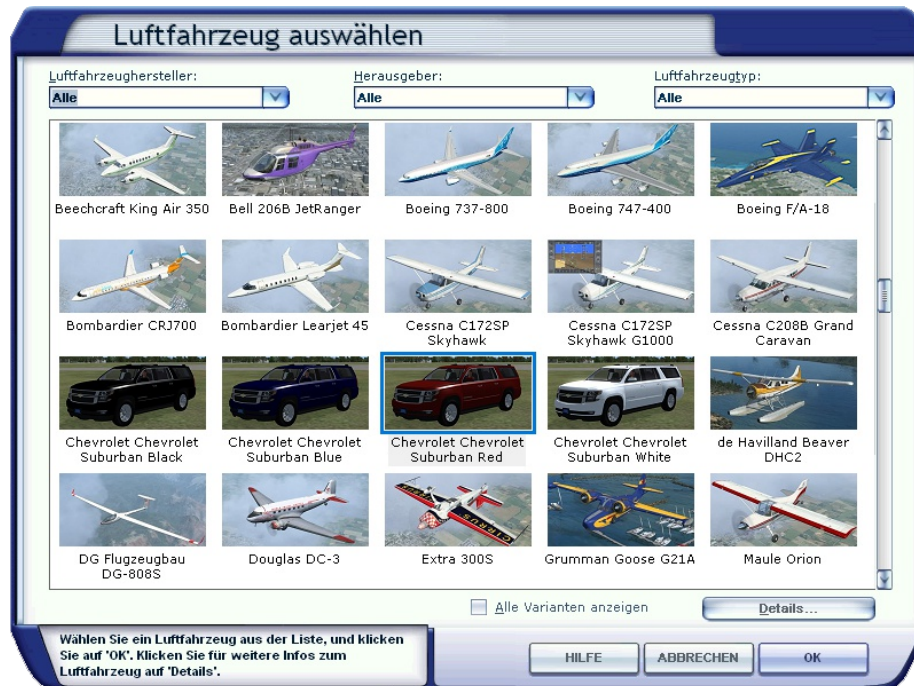 Luftfahrzeug auswählen
Luftfahrzeughersteller:
Herausgeber:
Luftfahrzeugtyp:
Alle
Alle
Alle
Beechcraft King Air 350
Bell 206B JetRanger
Boeing 737-800
Boeing 747-400
Boeing F/A-18
Bombardier CRJ700
Bombardier Learjet 45
Cessna C172SP
Skyhawk
Cessna C172SP
Skyhawk G1000
Cessna C208B Grand
Caravan
Chevrolet Chevrolet
Suburban Black
Chevrolet Chevrolet
Suburban Blue
Chevrolet Chevrolet
Suburban Red
Chevrolet Chevrolet
Suburban White
de Havilland Beaver
DHC2
CIRRUS
DG Flugzeugbau
DG-808S
Douglas DC-3
Extra 300S
Grumman Goose G21A
Maule Orion
Alle Varianten anzeigen
Details...
Wählen Sie ein Luftfahrzeug aus der Liste, und klicken
Sie auf 'OK'. Klicken Sie für weitere Infos zum
Luftfahrzeug auf 'Details'.
HILFE
ABBRECHEN
OK